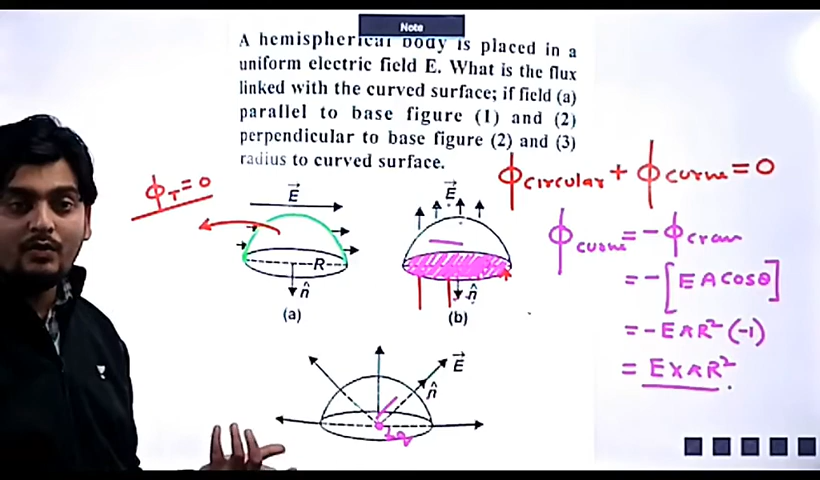 Note
A hemispherical body is placed in a
uniform electric field E. What is the flux
linked with the curved surface; if field (a)
parallel to base figure (1) and (2)
perpendicular to base figure (2) and (3)
radius to curved surface.
ϕcircular + ϕcurve = 0
ϕT = 0
E
E
ϕcurve = -ϕ
= -[EA cosθ]
R
n̂
n̂
= -EπR²(-1)
(a)
(b)
= E×πR².
E
n̂